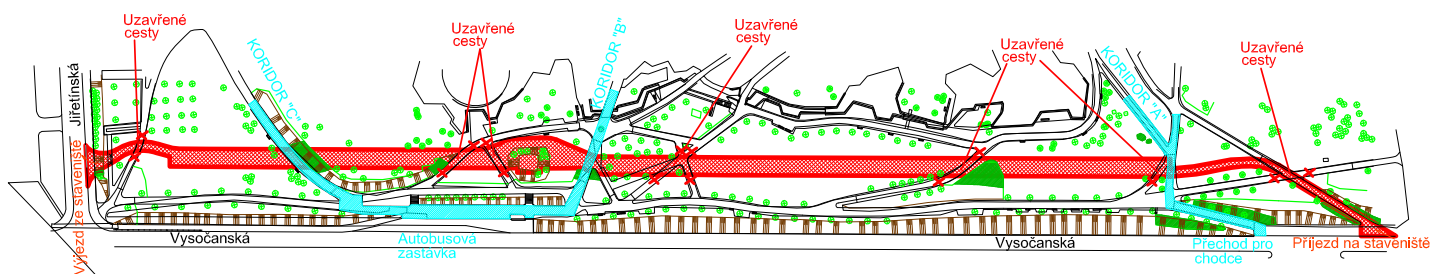 Uzavřené
cesty
Uzavřené
cesty
Uzavřené
cesty
Uzavřené
cesty
Uzavřené
cesty
KORIDOR "C"
KORIDOR "B"
KORIDOR "A"
Jiřetínská
Výjezd ze staveniště
Vysočanská
Autobusová
zastávka
Vysočanská
Přechod pro
chodce
Příjezd na staveniště